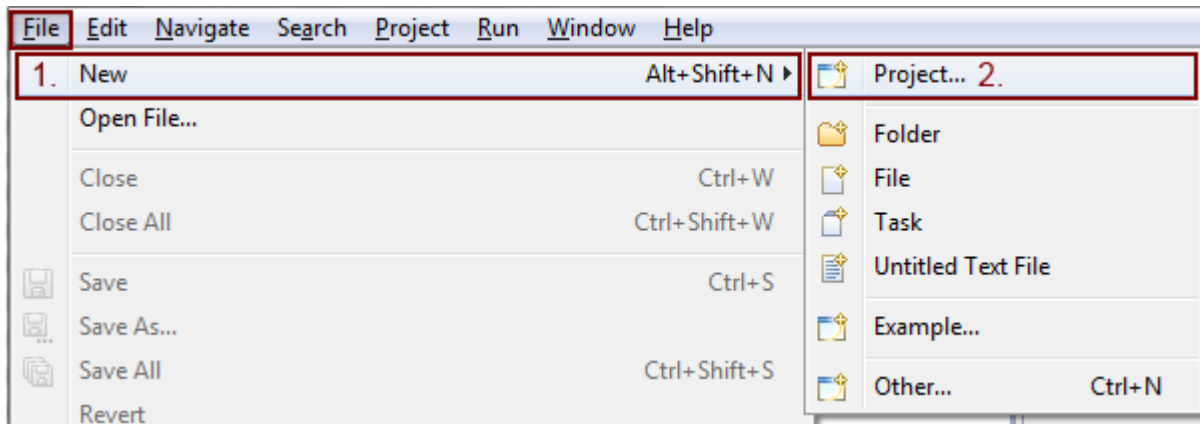 File Edit Navigate Search Project Run Window Help
1. New Alt+Shift+N
Open File...
Close Ctrl+W
Close All Ctrl+Shift+W
Save Ctrl+S
Save As...
Save All Ctrl+Shift+S
Revert
Project... 2.
Folder
File
Task
Untitled Text File
Example...
Other... Ctrl+N